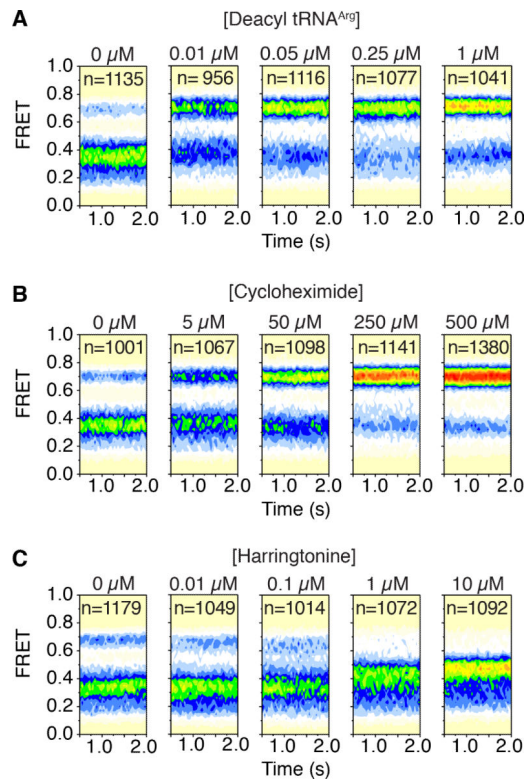 A
[Deacyl tRNAArg]
0 µM 0.01 µM 0.05 µM 0.25 µM 1 µM
n=1135 n= 956 n=1116 n=1077 n=1041
FRET
1.0
0.8
0.6
0.4
0.2
0.0
1.0 2.0 1.0 2.0 1.0 2.0 1.0 2.0 1.0 2.0
Time (s)
B
[Cycloheximide]
0 µM 5 µM 50 µM 250 µM 500 µM
n=1001 n=1067 n=1098 n=1141 n=1380
FRET
1.0
0.8
0.6
0.4
0.2
0.0
1.0 2.0 1.0 2.0 1.0 2.0 1.0 2.0 1.0 2.0
Time (s)
C
[Harringtonine]
0 µM 0.01 µM 0.1 µM 1 µM 10 µM
n=1179 n=1049 n=1014 n=1072 n=1092
FRET
1.0
0.8
0.6
0.4
0.2
0.0
1.0 2.0 1.0 2.0 1.0 2.0 1.0 2.0 1.0 2.0
Time (s)